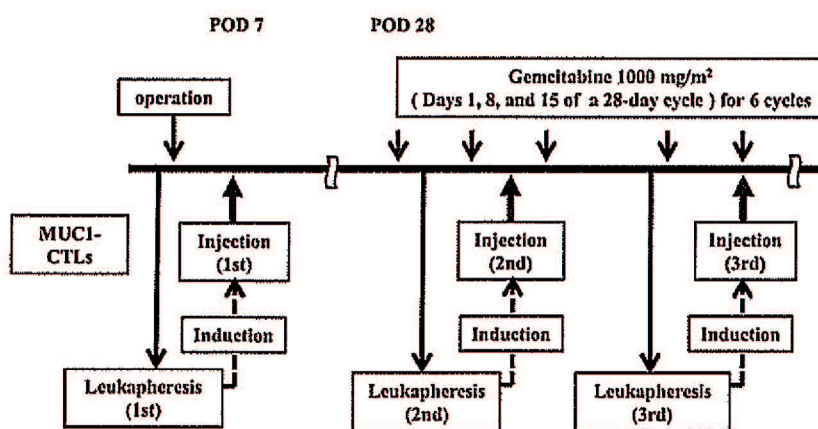 POD 7 POD 28
Gemcitabine 1000 mg/m²
( Days 1, 8, and 15 of a 28-day cycle ) for 6 cycles
operation
MUC1-
CTLs
Injection
(1st)
Injection
(2nd)
Injection
(3rd)
Induction
Induction
Induction
Leukapheresis
(1st)
Leukapheresis
(2nd)
Leukapheresis
(3rd)